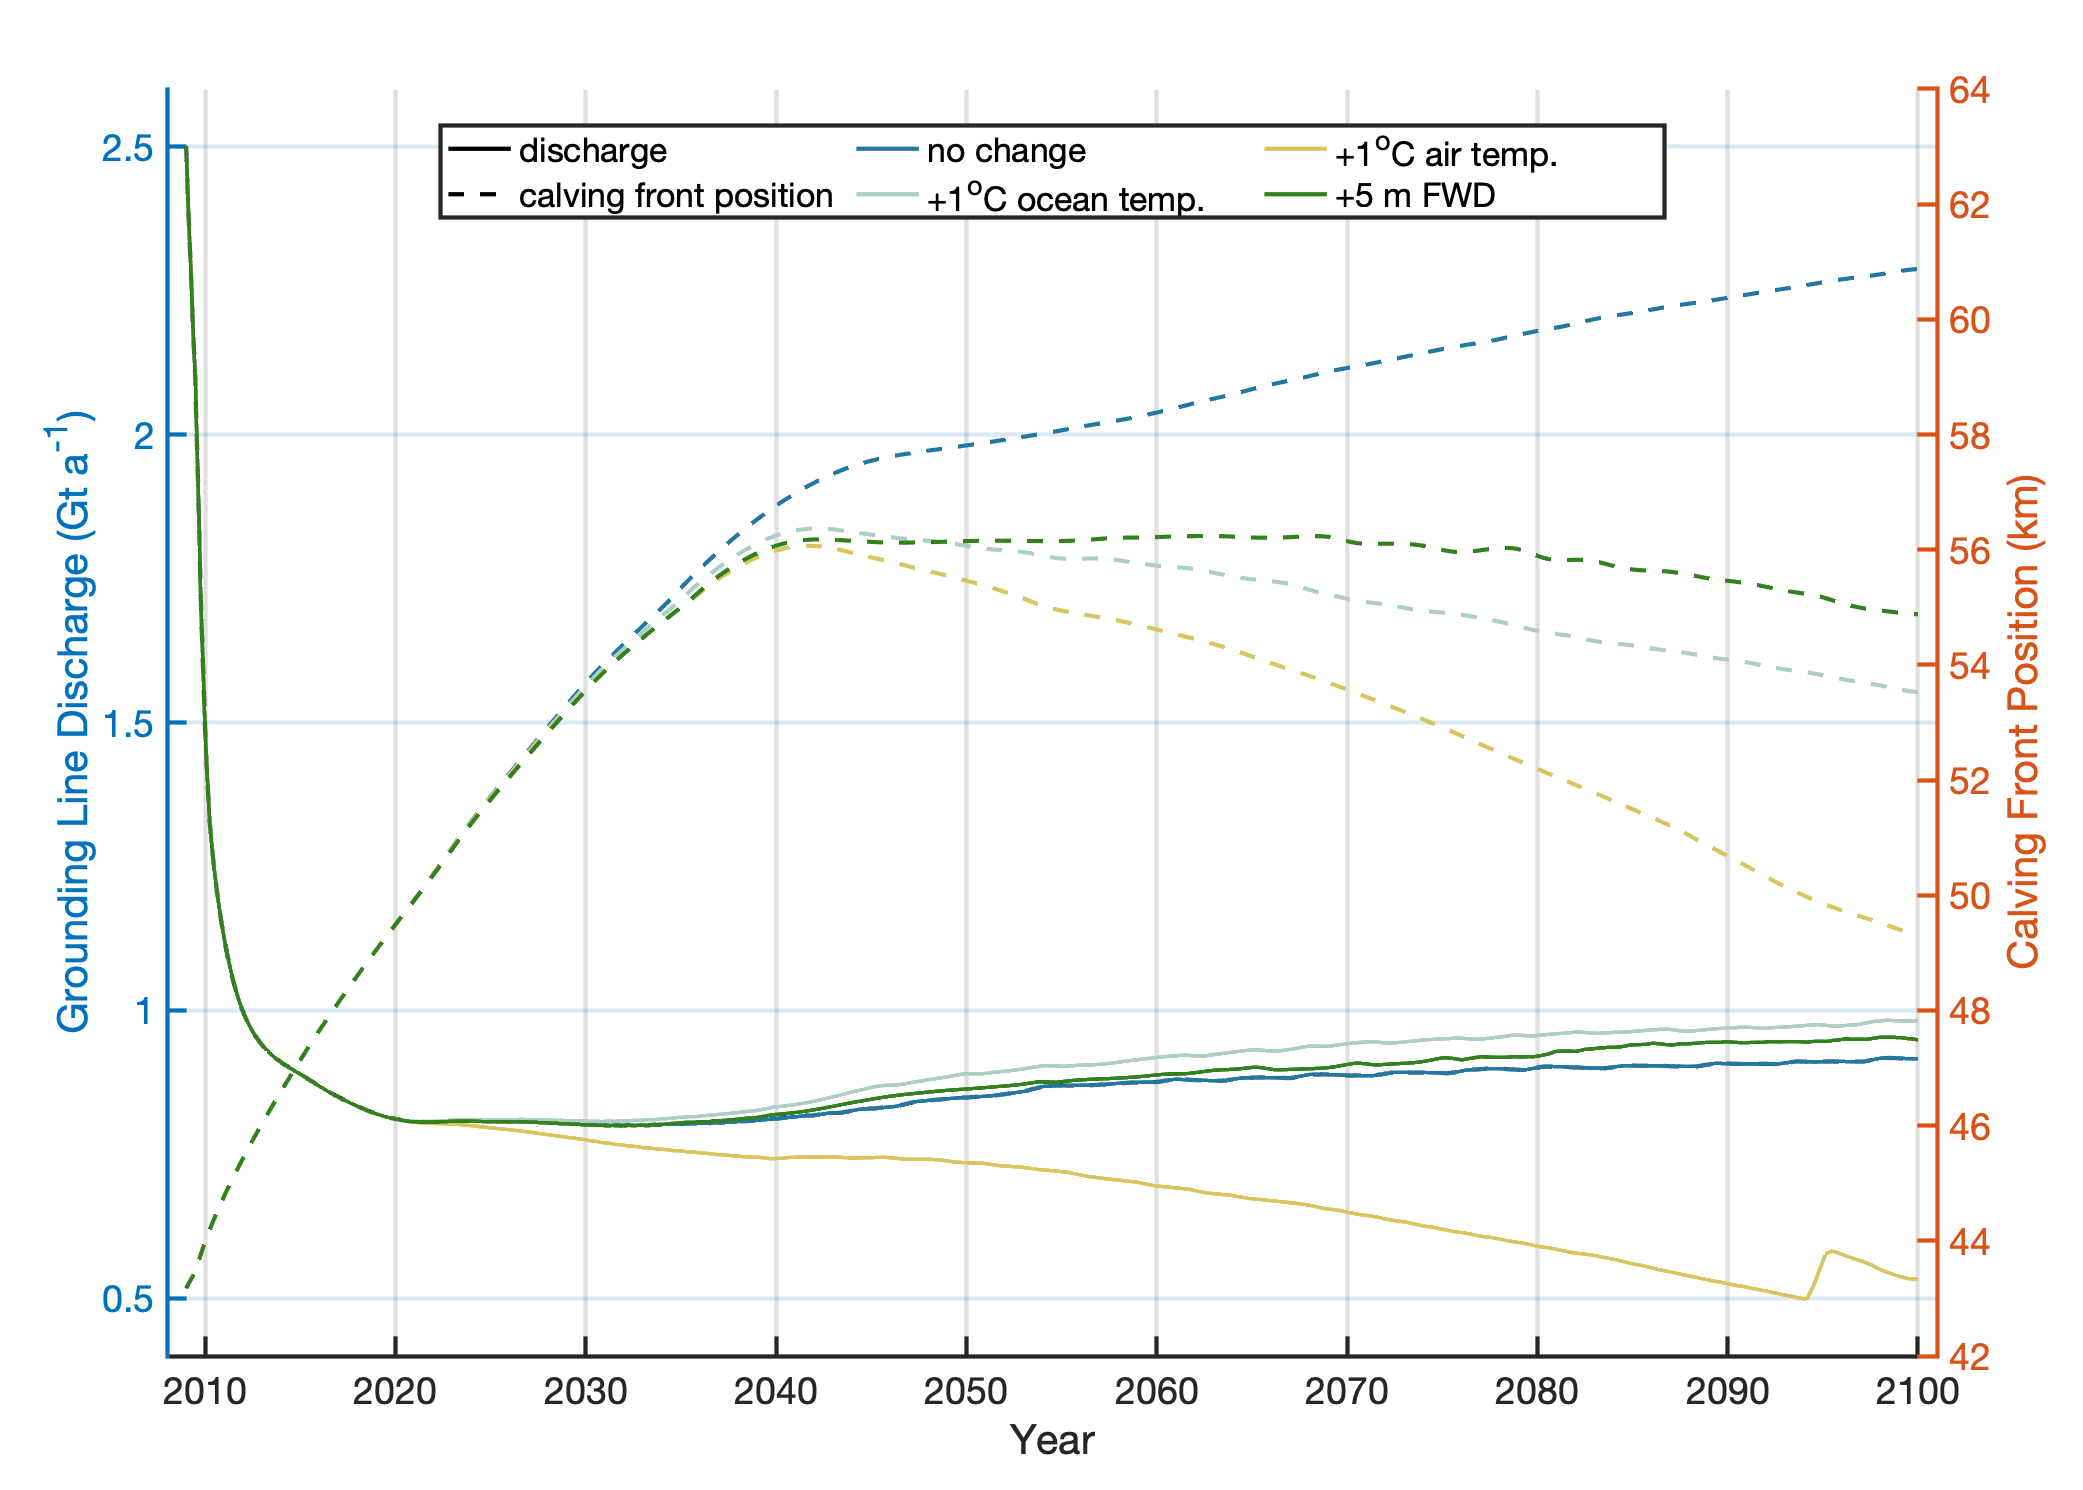 discharge
no change
+1°C air temp.
calving front position
+1°C ocean temp.
+5 m FWD
Grounding Line Discharge (Gt a⁻¹)
2.5
2
1.5
1
0.5
Calving Front Position (km)
64
62
60
58
56
54
52
50
48
46
44
42
2010 2020 2030 2040 2050 2060 2070 2080 2090 2100
Year